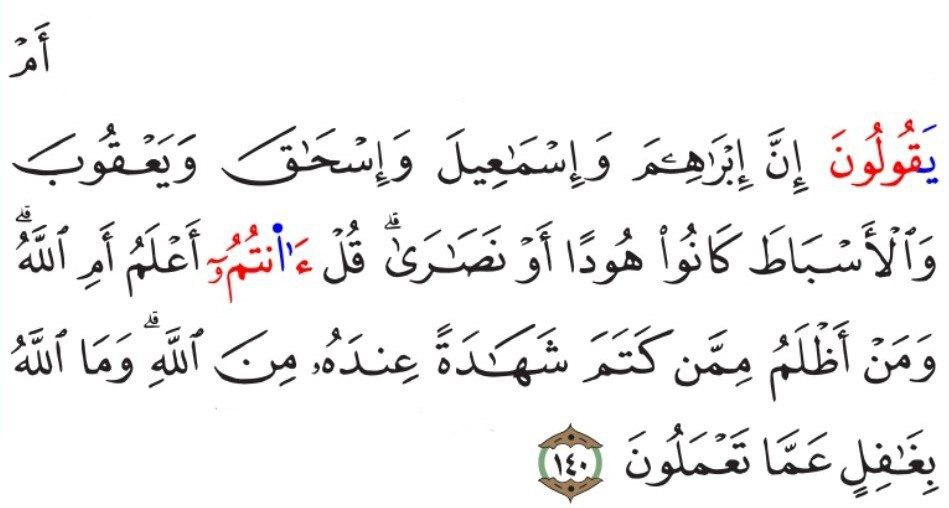 أَمۡ
يَقُولُونَ إِنَّ إِبۡرَٰهِـۧمَ وَإِسۡمَٰعِيلَ وَإِسۡحَٰقَ وَيَعۡقُوبَ
وَٱلۡأَسۡبَاطَ كَانُواْ هُودًا أَوۡ نَصَٰرَىٰۗ قُلۡ ءَا۬نتُمُۥٓ أَعۡلَمُ أَمِ ٱللَّهُۗ
وَمَنۡ أَظۡلَمُ مِمَّن كَتَمَ شَهَٰدَةً عِندَهُۥ مِنَ ٱللَّهِۗ وَمَا ٱللَّهُ
بِغَٰفِلٍ عَمَّا تَعۡمَلُونَ ١٤٠